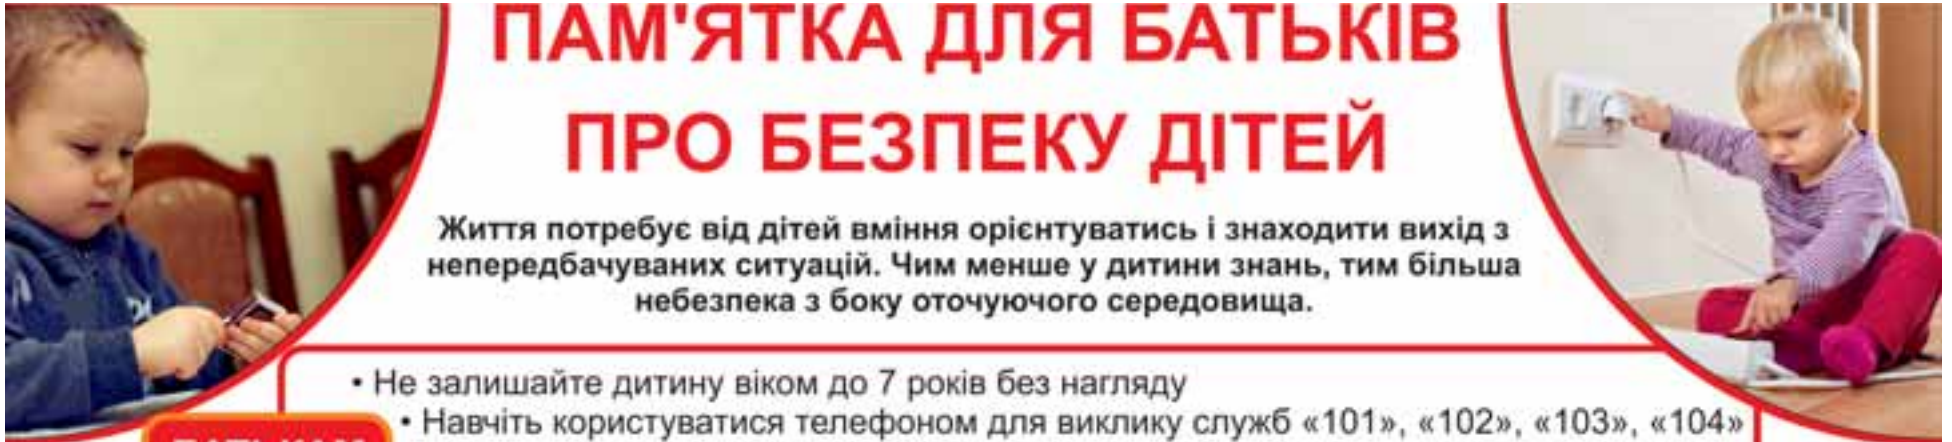 ПАМ'ЯТКА ДЛЯ БАТЬКІВ
ПРО БЕЗПЕКУ ДІТЕЙ
Життя потребує від дітей вміння орієнтуватись і знаходити вихід з
непередбачуваних ситуацій. Чим менше у дитини знань, тим більша
небезпека з боку оточуючого середовища.
• Не залишайте дитину віком до 7 років без нагляду
• Навчіть користуватися телефоном для виклику служб «101», «102», «103», «104»